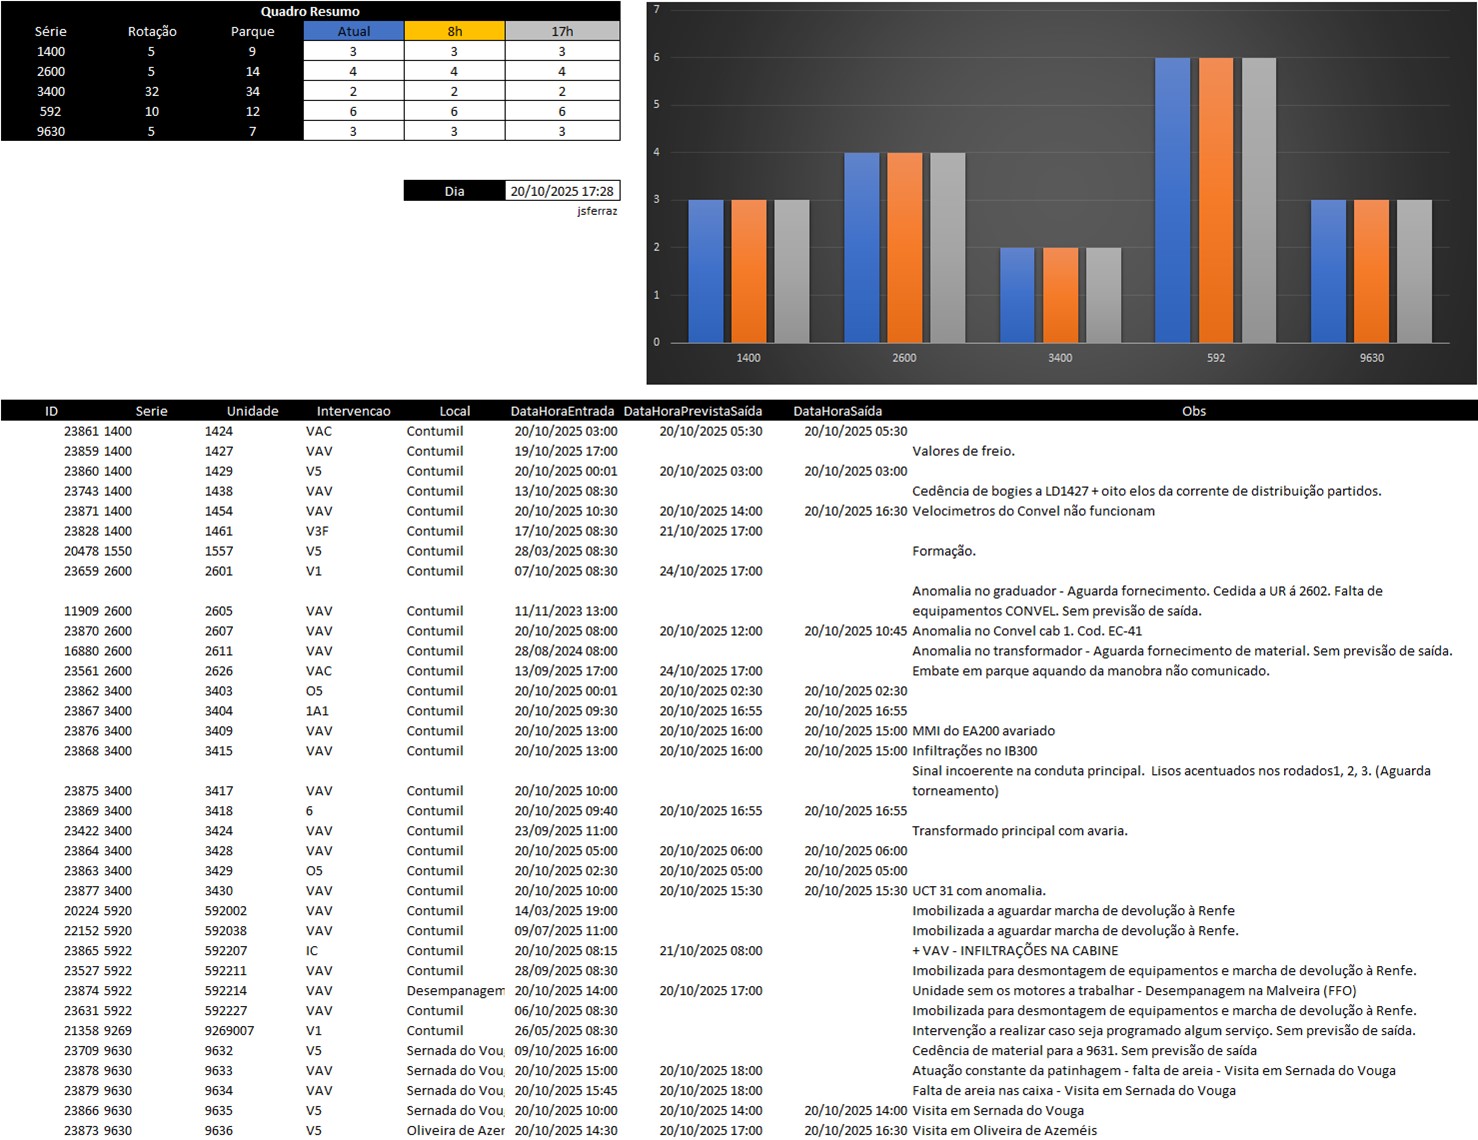 Quadro Resumo
Série Rotação Parque Atual 8h 17h
1400 5 9 3 3 3
2600 5 14 4 4 4
3400 32 34 2 2 2
592 10 12 6 6 6
9630 5 7 3 3 3
Dia 20/10/2025 17:28
jsferraz
7
6
5
4
3
2
1
0
1400 2600 3400 592 9630
ID Serie Unidade Intervencao Local DataHoraEntrada DataHoraPrevistaSaída DataHoraSaída Obs
23861 1400 1424 VAC Contumil 20/10/2025 03:00 20/10/2025 05:30 20/10/2025 05:30
23859 1400 1427 VAV Contumil 19/10/2025 17:00 Valores de freio.
23860 1400 1429 V5 Contumil 20/10/2025 00:01 20/10/2025 03:00 20/10/2025 03:00
23743 1400 1438 VAV Contumil 13/10/2025 08:30 Cedência de bogies a LD1427 + oito elos da corrente de distribuição partidos.
23871 1400 1454 VAV Contumil 20/10/2025 10:30 20/10/2025 14:00 20/10/2025 16:30 Velocimetros do Convel não funcionam
23828 1400 1461 V3F Contumil 17/10/2025 08:30 21/10/2025 17:00
20478 1550 1557 V5 Contumil 28/03/2025 08:30 Formação.
23659 2600 2601 V1 Contumil 07/10/2025 08:30 24/10/2025 17:00
Anomalia no graduador - Aguarda fornecimento. Cedida a UR á 2602. Falta de
11909 2600 2605 VAV Contumil 11/11/2023 13:00 equipamentos CONVEL. Sem previsão de saída.
23870 2600 2607 VAV Contumil 20/10/2025 08:00 20/10/2025 12:00 20/10/2025 10:45 Anomalia no Convel cab 1. Cod. EC-41
16880 2600 2611 VAV Contumil 28/08/2024 08:00 Anomalia no transformador - Aguarda fornecimento de material. Sem previsão de saída.
23561 2600 2626 VAC Contumil 13/09/2025 17:00 24/10/2025 17:00 Embate em parque aquando da manobra não comunicado.
23862 3400 3403 O5 Contumil 20/10/2025 00:01 20/10/2025 02:30 20/10/2025 02:30
23867 3400 3404 1A1 Contumil 20/10/2025 09:30 20/10/2025 16:55 20/10/2025 16:55
23876 3400 3409 VAV Contumil 20/10/2025 13:00 20/10/2025 16:00 20/10/2025 15:00 MMI do EA200 avariado
23868 3400 3415 VAV Contumil 20/10/2025 13:00 20/10/2025 16:00 20/10/2025 15:00 Infiltrações no IB300
Sinal incoerente na conduta principal. Lisos acentuados nos rodados1, 2, 3. (Aguarda
23875 3400 3417 VAV Contumil 20/10/2025 10:00 torneamento)
23869 3400 3418 6 Contumil 20/10/2025 09:40 20/10/2025 16:55 20/10/2025 16:55
23422 3400 3424 VAV Contumil 23/09/2025 11:00 Transformado principal com avaria.
23864 3400 3428 VAV Contumil 20/10/2025 05:00 20/10/2025 06:00 20/10/2025 06:00
23863 3400 3429 O5 Contumil 20/10/2025 02:30 20/10/2025 05:00 20/10/2025 05:00
23877 3400 3430 VAV Contumil 20/10/2025 10:00 20/10/2025 15:30 20/10/2025 15:30 UCT 31 com anomalia.
20224 5920 592002 VAV Contumil 14/03/2025 19:00 Imobilizada a aguardar marcha de devolução à Renfe
22152 5920 592038 VAV Contumil 09/07/2025 11:00 Imobilizada a aguardar marcha de devolução à Renfe.
23865 5922 592207 IC Contumil 20/10/2025 08:15 21/10/2025 08:00 + VAV - INFILTRAÇÕES NA CABINE
23527 5922 592211 VAV Contumil 28/09/2025 08:30 Imobilizada para desmontagem de equipamentos e marcha de devolução à Renfe.
23874 5922 592214 VAV Desempanagem 20/10/2025 14:00 20/10/2025 17:00 Unidade sem os motores a trabalhar - Desempanagem na Malveira (FFO)
23631 5922 592227 VAV Contumil 06/10/2025 08:30 Imobilizada para desmontagem de equipamentos e marcha de devolução à Renfe.
21358 9269 9269007 V1 Contumil 26/05/2025 08:30 Intervenção a realizar caso seja programado algum serviço. Sem previsão de saída.
23709 9630 9632 V5 Sernada do Vou 09/10/2025 16:00 Cedência de material para a 9631. Sem previsão de saída
23878 9630 9633 VAV Sernada do Vou 20/10/2025 15:00 20/10/2025 18:00 Atuação constante da patinhagem - falta de areia - Visita em Sernada do Vouga
23879 9630 9634 VAV Sernada do Vou 20/10/2025 15:45 20/10/2025 18:00 Falta de areia nas caixa - Visita em Sernada do Vouga
23866 9630 9635 V5 Sernada do Vou 20/10/2025 10:00 20/10/2025 14:00 20/10/2025 14:00 Visita em Sernada do Vouga
23873 9630 9636 V5 Oliveira de Azer 20/10/2025 14:30 20/10/2025 17:00 20/10/2025 16:30 Visita em Oliveira de Azeméis